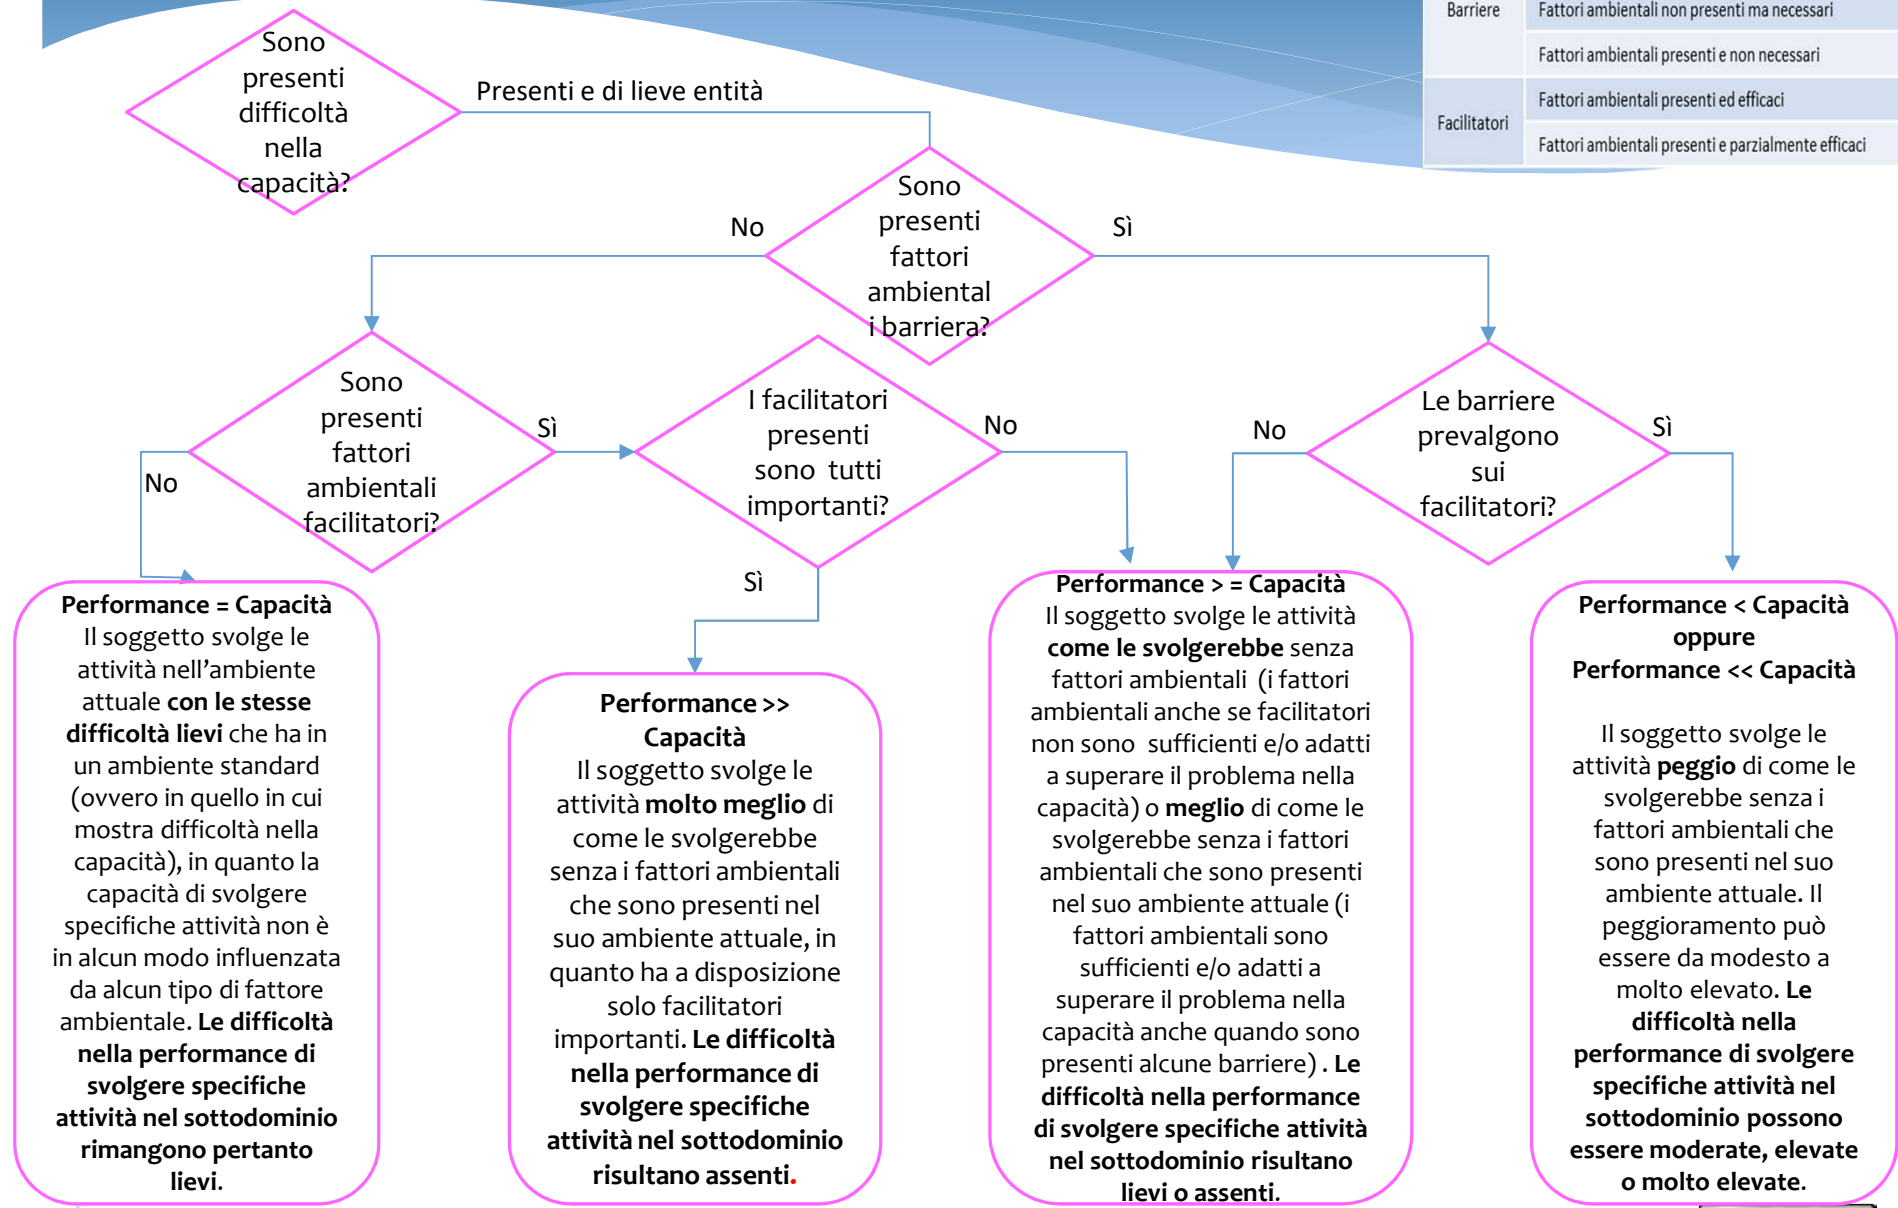 Barriere
Fattori ambientali non presenti ma necessari
Fattori ambientali presenti e non necessari
Facilitatori
Fattori ambientali presenti ed efficaci
Fattori ambientali presenti e parzialmente efficaci
Sono
presenti
difficoltà
nella
capacità?
Presenti e di lieve entità
Sono
presenti
fattori
ambiental
i barriera?
No
Sì
Sono
presenti
fattori
ambientali
facilitatori?
No
Sì
I facilitatori
presenti
sono tutti
importanti?
No
Sì
Le barriere
prevalgono
sui
facilitatori?
No
Sì
Performance = Capacità
Il soggetto svolge le
attività nell'ambiente
attuale con le stesse
difficoltà lievi che ha in
un ambiente standard
(ovvero in quello in cui
mostra difficoltà nella
capacità), in quanto la
capacità di svolgere
specifiche attività non è
in alcun modo influenzata
da alcun tipo di fattore
ambientale. Le difficoltà
nella performance di
svolgere specifiche
attività nel sottodominio
rimangono pertanto
lievi.
Performance >>
Capacità
Il soggetto svolge le
attività molto meglio di
come le svolgerebbe
senza i fattori ambientali
che sono presenti nel
suo ambiente attuale, in
quanto ha a disposizione
solo facilitatori
importanti. Le difficoltà
nella performance di
svolgere specifiche
attività nel sottodominio
risultano assenti.
Performance > = Capacità
Il soggetto svolge le attività
come le svolgerebbe senza
fattori ambientali (i fattori
ambientali anche se facilitatori
non sono sufficienti e/o adatti
a superare il problema nella
capacità) o meglio di come le
svolgerebbe senza i fattori
ambientali che sono presenti
nel suo ambiente attuale (i
fattori ambientali sono
sufficienti e/o adatti a
superare il problema nella
capacità anche quando sono
presenti alcune barriere) . Le
difficoltà nella performance
di svolgere specifiche attività
nel sottodominio risultano
lievi o assenti.
Performance < Capacità
oppure
Performance << Capacità
Il soggetto svolge le
attività peggio di come le
svolgerebbe senza i
fattori ambientali che
sono presenti nel suo
ambiente attuale. Il
peggioramento può
essere da modesto a
molto elevato. Le
difficoltà nella
performance di svolgere
specifiche attività nel
sottodominio possono
essere moderate, elevate
o molto elevate.